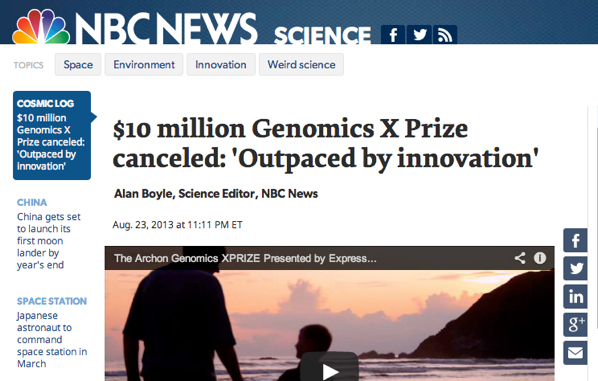 NBC NEWS SCIENCE
TOPICS Space Environment Innovation Weird science
COSMIC LOG
$10 million
Genomics X
Prize canceled:
'Outpaced by
innovation'
CHINA
China gets set
to launch its
first moon
lander by
year's end
SPACE STATION
Japanese
astronaut to
command
space station in
March
$10 million Genomics X Prize
canceled: 'Outpaced by innovation'
Alan Boyle, Science Editor, NBC News
Aug. 23, 2013 at 11:11 PM ET
The Archon Genomics XPRIZE Presented by Express...
f
in
g+